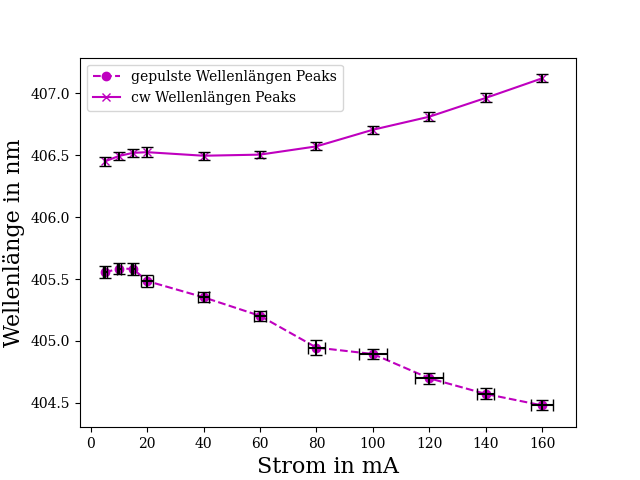 gepulste Wellenlängen Peaks
cw Wellenlängen Peaks
407.0
406.5
406.0
405.5
405.0
404.5
Wellenlänge in nm
0 20 40 60 80 100 120 140 160
Strom in mA